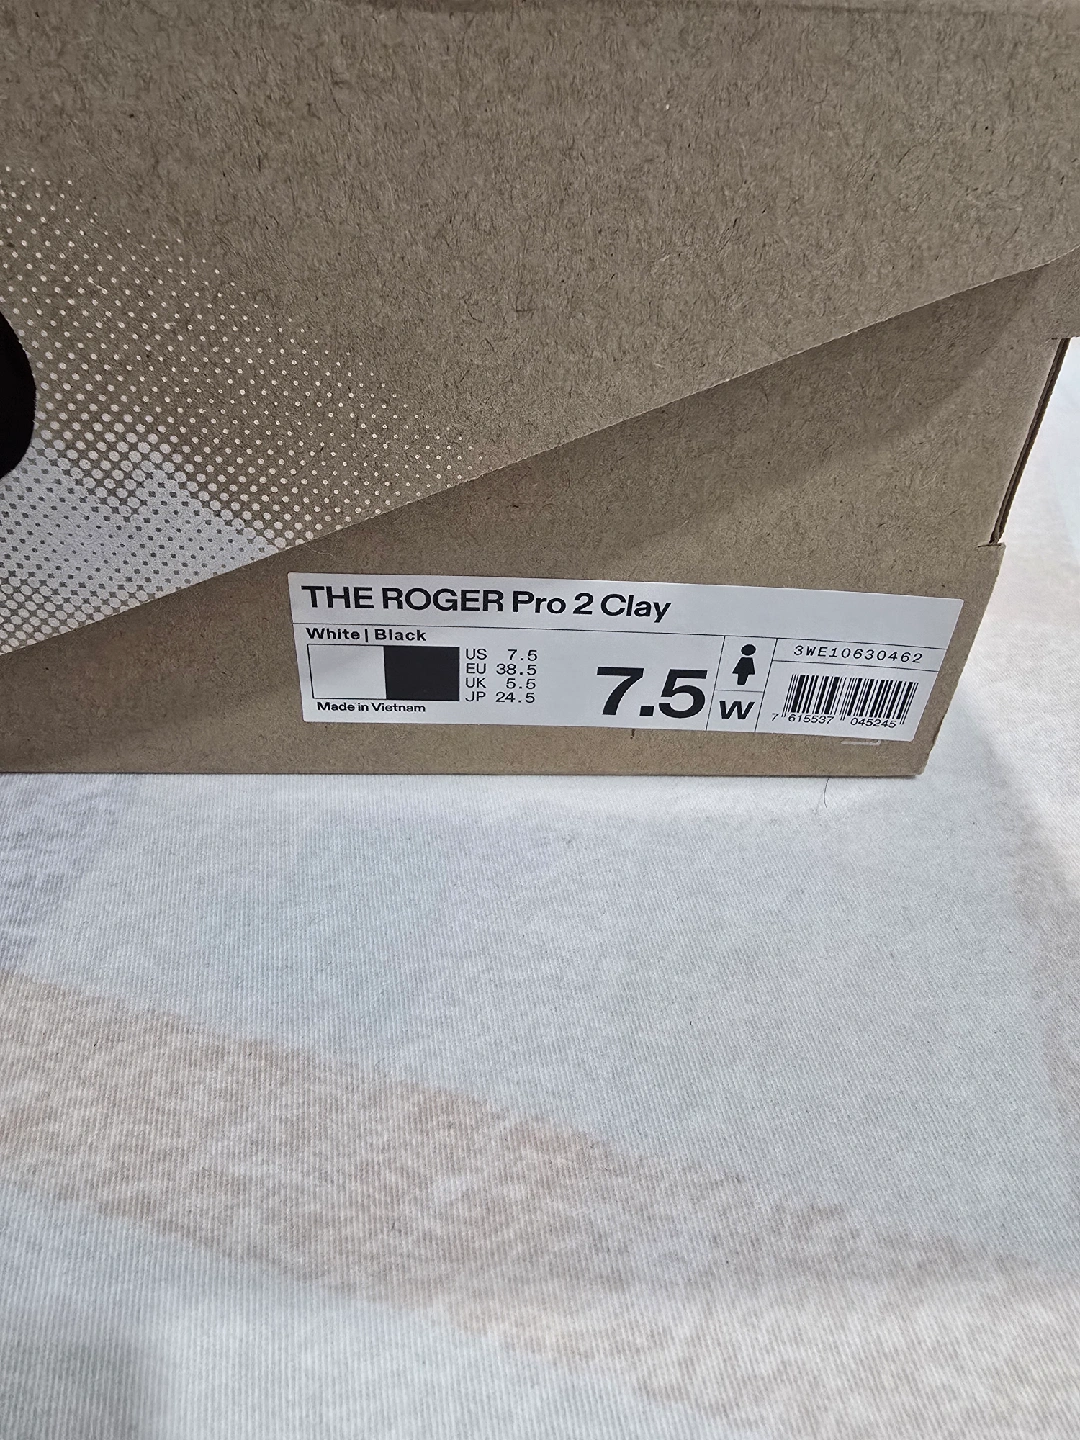 THE ROGER Pro 2 Clay
White | Black
US 7.5
EU 38.5
UK 5.5
JP 24.5
Made in Vietnam
7.5
W
3WE10630462
7 615537 045245